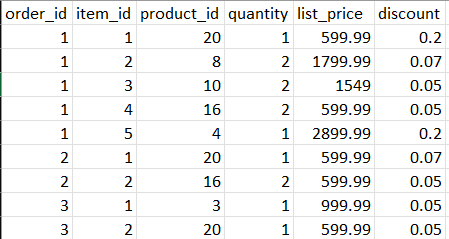 order_id item_id product_id quantity list_price discount
1 1 20 1 599.99 0.2
1 2 8 2 1799.99 0.07
1 3 10 2 1549 0.05
1 4 16 2 599.99 0.05
1 5 4 1 2899.99 0.2
2 1 20 1 599.99 0.07
2 2 16 2 599.99 0.05
3 1 3 1 999.99 0.05
3 2 20 1 599.99 0.05